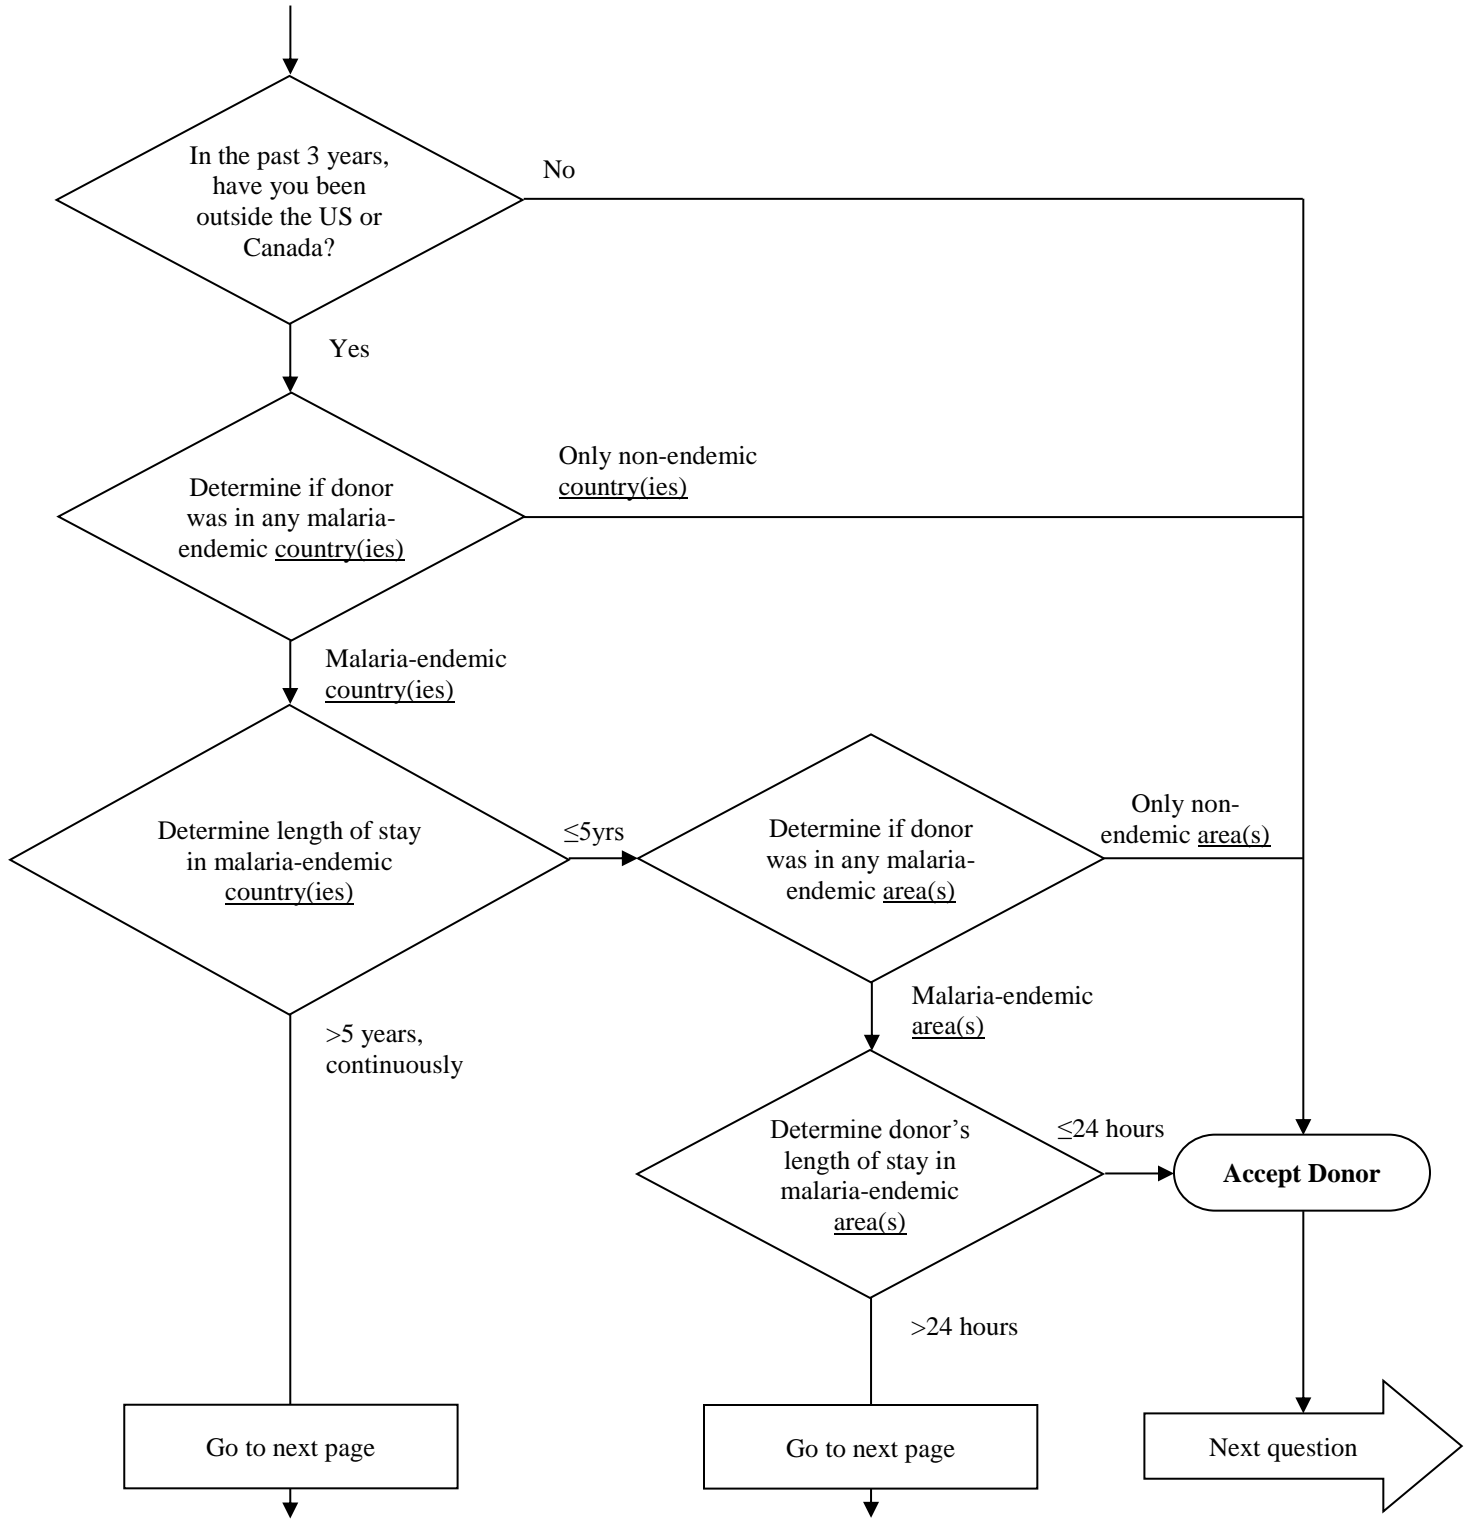 In the past 3 years,
have you been
outside the US or
Canada?
No
Yes
Determine if donor
was in any malaria-
endemic country(ies)
Only non-endemic
country(ies)
Malaria-endemic
country(ies)
Determine length of stay
in malaria-endemic
country(ies)
≤5yrs
Determine if donor
was in any malaria-
endemic area(s)
Only non-
endemic area(s)
>5 years,
continuously
Malaria-endemic
area(s)
Determine donor’s
length of stay in
malaria-endemic
area(s)
≤24 hours
Accept Donor
>24 hours
Go to next page
Go to next page
Next question